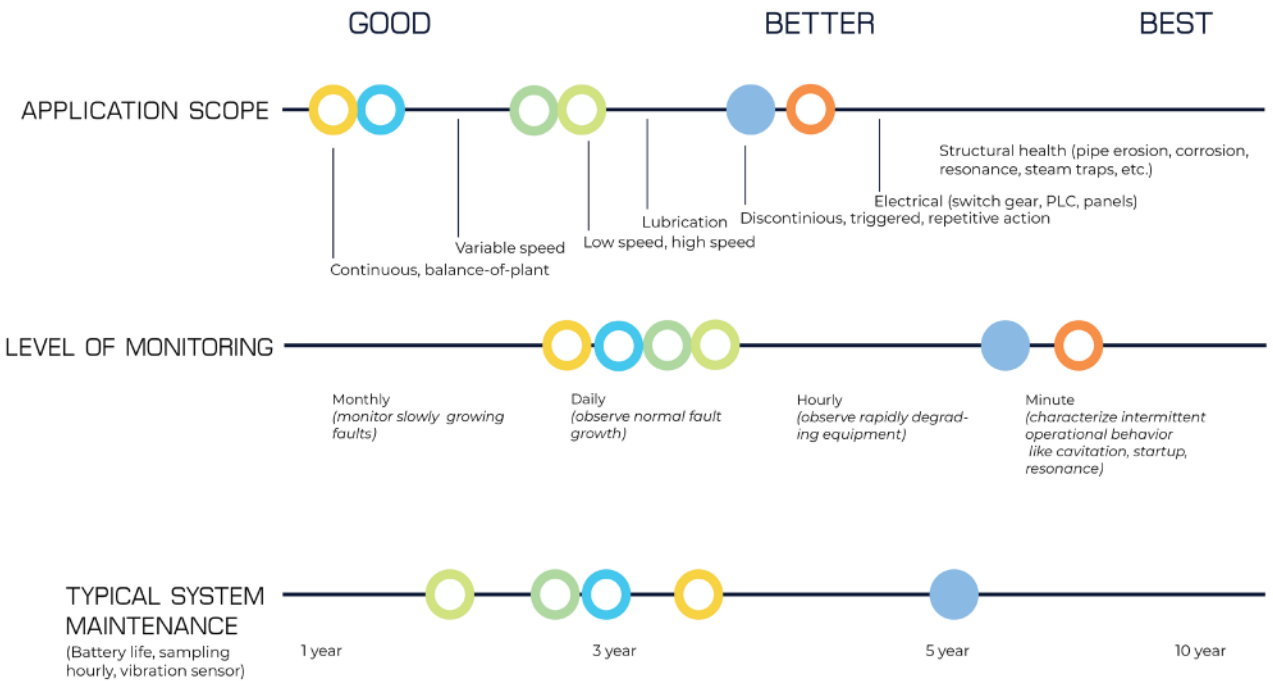 GOOD
BETTER
BEST
APPLICATION SCOPE
Structural health (pipe erosion, corrosion,
resonance, steam traps, etc.)
Electrical (switch gear, PLC, panels)
Discontinious, triggered, repetitive action
Lubrication
Low speed, high speed
Variable speed
Continuous, balance-of-plant
LEVEL OF MONITORING
Monthly
(monitor slowly growing
faults)
Daily
(observe normal fault
growth)
Hourly
(observe rapidly degrad-
ing equipment)
Minute
(characterize intermittent
operational behavior
like cavitation, startup,
resonance)
TYPICAL SYSTEM
MAINTENANCE
(Battery life, sampling
hourly, vibration sensor)
1 year
3 year
5 year
10 year